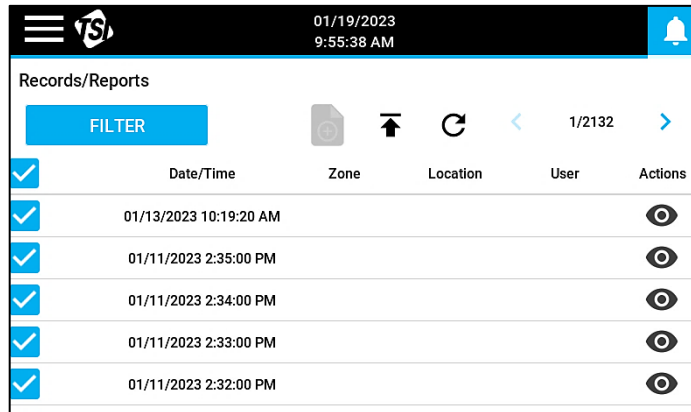 TSI
01/19/2023
9:55:38 AM
Records/Reports
FILTER
1/2132
Date/Time Zone Location User Actions
01/13/2023 10:19:20 AM
01/11/2023 2:35:00 PM
01/11/2023 2:34:00 PM
01/11/2023 2:33:00 PM
01/11/2023 2:32:00 PM